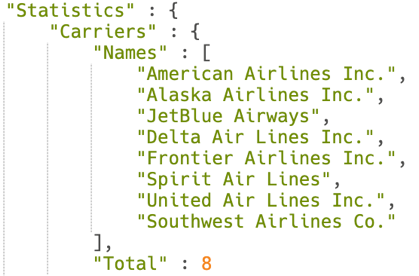 "Statistics" : {
"Carriers" : {
"Names" : [
"American Airlines Inc.",
"Alaska Airlines Inc.",
"JetBlue Airways",
"Delta Air Lines Inc.",
"Frontier Airlines Inc.",
"Spirit Air Lines",
"United Air Lines Inc.",
"Southwest Airlines Co."
],
"Total" : 8